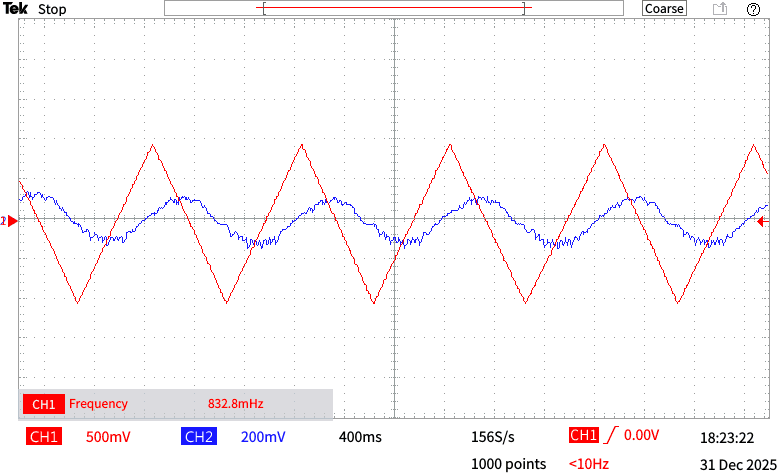 Tek Stop Coarse
CH1 Frequency 832.8mHz
CH1 500mV CH2 200mV 400ms 156S/s CH1 0.00V 18:23:22
1000 points <10Hz 31 Dec 2025